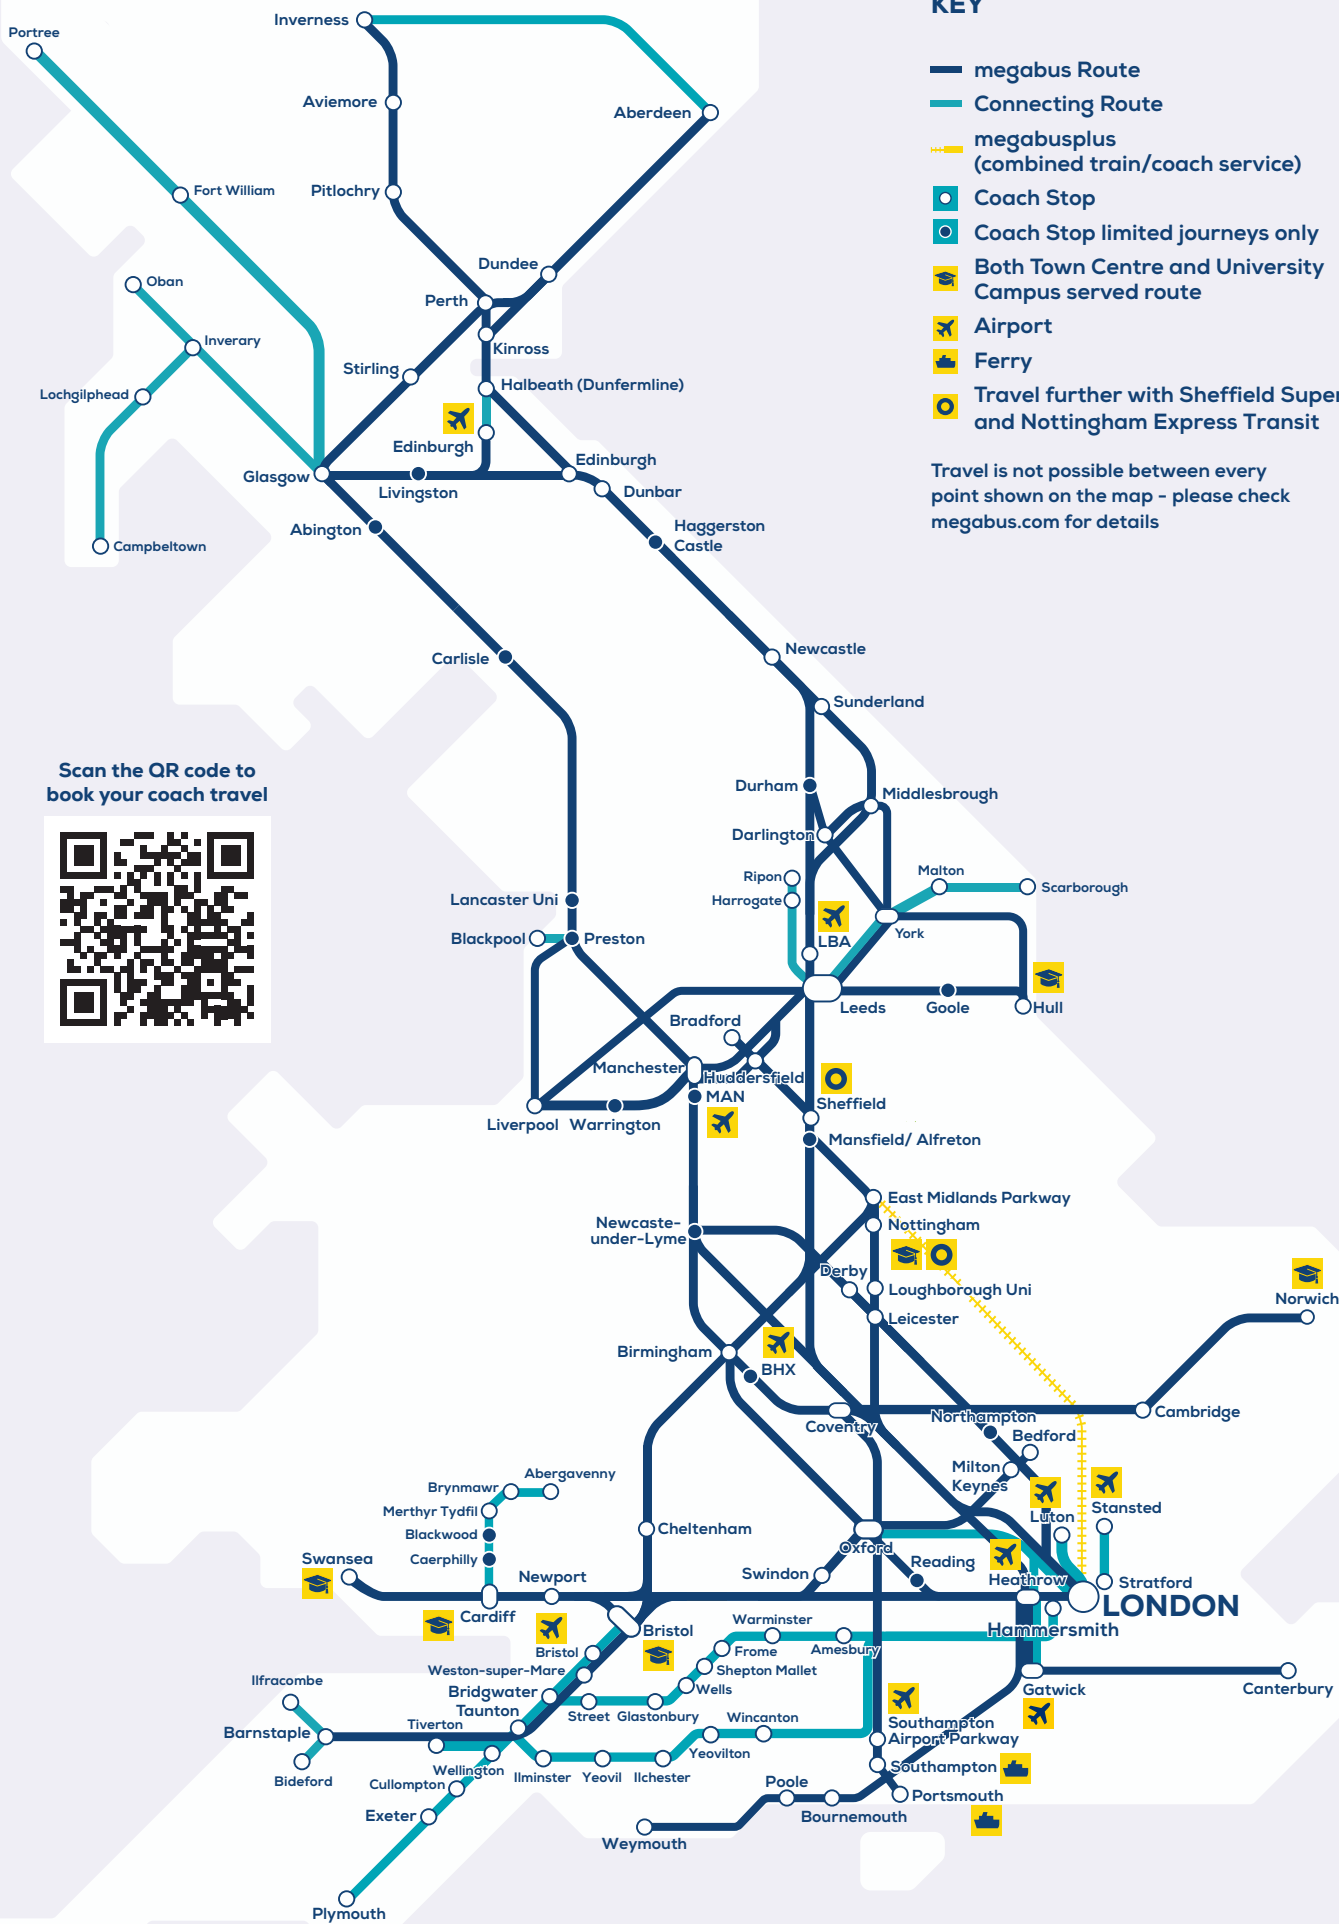 KEY
megabus Route
Connecting Route
megabusplus
(combined train/coach service)
Coach Stop
Coach Stop limited journeys only
Both Town Centre and University
Campus served route
Airport
Ferry
Travel further with Sheffield Super
and Nottingham Express Transit
Travel is not possible between every
point shown on the map - please check
megabus.com for details
Inverness
Portree
Aviemore
Aberdeen
Pitlochry
Fort William
Dundee
Oban
Perth
Inverary
Kinross
Stirling
Halbeath (Dunfermline)
Lochgilphead
Edinburgh
Edinburgh
Glasgow
Livingston
Dunbar
Abington
Haggerston
Castle
Campbeltown
Newcastle
Carlisle
Sunderland
Scan the QR code to
book your coach travel
Durham
Middlesbrough
Darlington
Ripon
Malton
Harrogate
Scarborough
Lancaster Uni
Blackpool
Preston
LBA
York
Leeds
Goole
Hull
Bradford
Manchester
Huddersfield
MAN
Sheffield
Liverpool
Warrington
Mansfield/ Alfreton
East Midlands Parkway
Newcaste-
under-Lyme
Nottingham
Derby
Loughborough Uni
Norwich
Leicester
Birmingham
BHX
Northampton
Cambridge
Coventry
Bedford
Milton
Keynes
Abergavenny
Brynmawr
Merthyr Tydfil
Stansted
Luton
Blackwood
Cheltenham
Oxford
Caerphilly
Swansea
Reading
Newport
Swindon
Heathrow
Stratford
LONDON
Cardiff
Bristol
Warminster
Hammersmith
Bristol
Frome
Amesbury
Weston-super-Mare
Shepton Mallet
Ilfracombe
Bridgwater
Wells
Gatwick
Canterbury
Taunton
Street
Glastonbury
Wincanton
Barnstaple
Tiverton
Southampton
Airport Parkway
Yeovilton
Southampton
Wellington
Ilminster
Yeovil
Ilchester
Bideford
Cullompton
Poole
Portsmouth
Exeter
Bournemouth
Weymouth
Plymouth